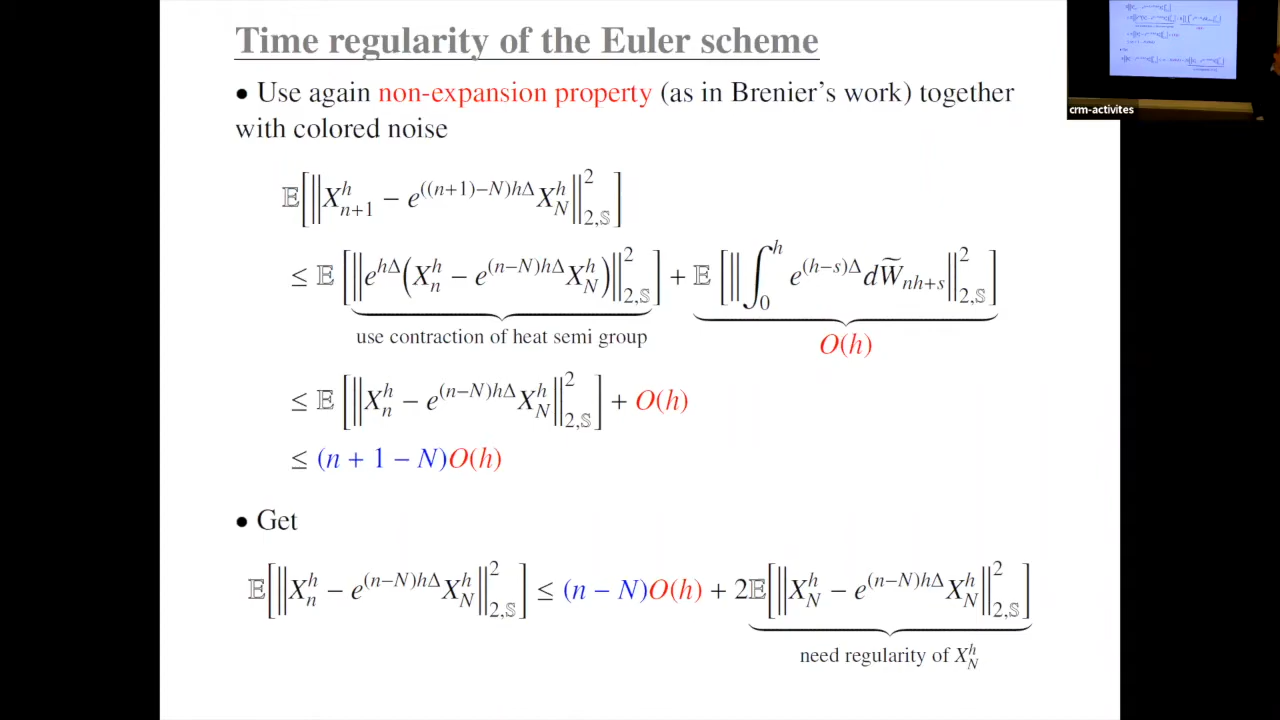 Time regularity of the Euler scheme
• Use again non-expansion property (as in Brenier's work) together
with colored noise
𝔼[‖X^h_{n+1} − e^{((n+1)−N)hΔ} X^h_N‖^2_{2,𝕊}]
≤ 𝔼[‖e^{hΔ}(X^h_n − e^{(n−N)hΔ} X^h_N)‖^2_{2,𝕊}] + 𝔼[‖∫_0^h e^{(h−s)Δ} dW̃_{nh+s}‖^2_{2,𝕊}]
use contraction of heat semi group
O(h)
≤ 𝔼[‖X^h_n − e^{(n−N)hΔ} X^h_N‖^2_{2,𝕊}] + O(h)
≤ (n + 1 − N)O(h)
• Get
𝔼[‖X^h_n − e^{(n−N)hΔ} X^h_N‖^2_{2,𝕊}] ≤ (n − N)O(h) + 2𝔼[‖X^h_N − e^{(n−N)hΔ} X^h_N‖^2_{2,𝕊}]
need regularity of X^h_N
crm-activites